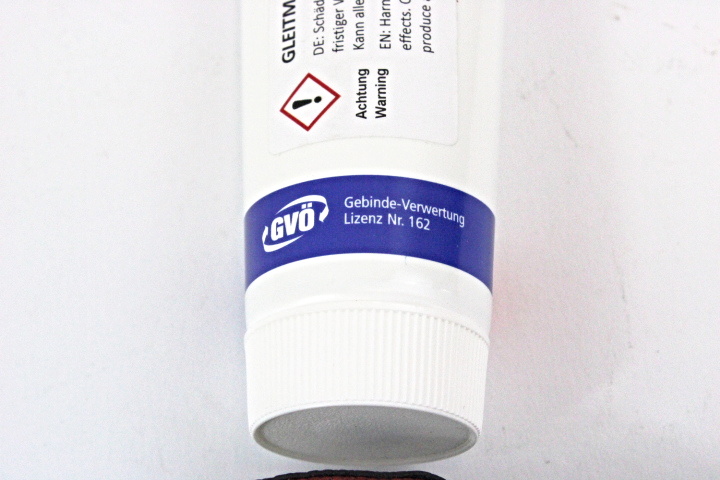 GLEITM
DE: Schäd
fristiger V
Kann alle
EN: Harn
effects. C
produce
Achtung
Warning
GVÖ
Gebinde-Verwertung
Lizenz Nr. 162